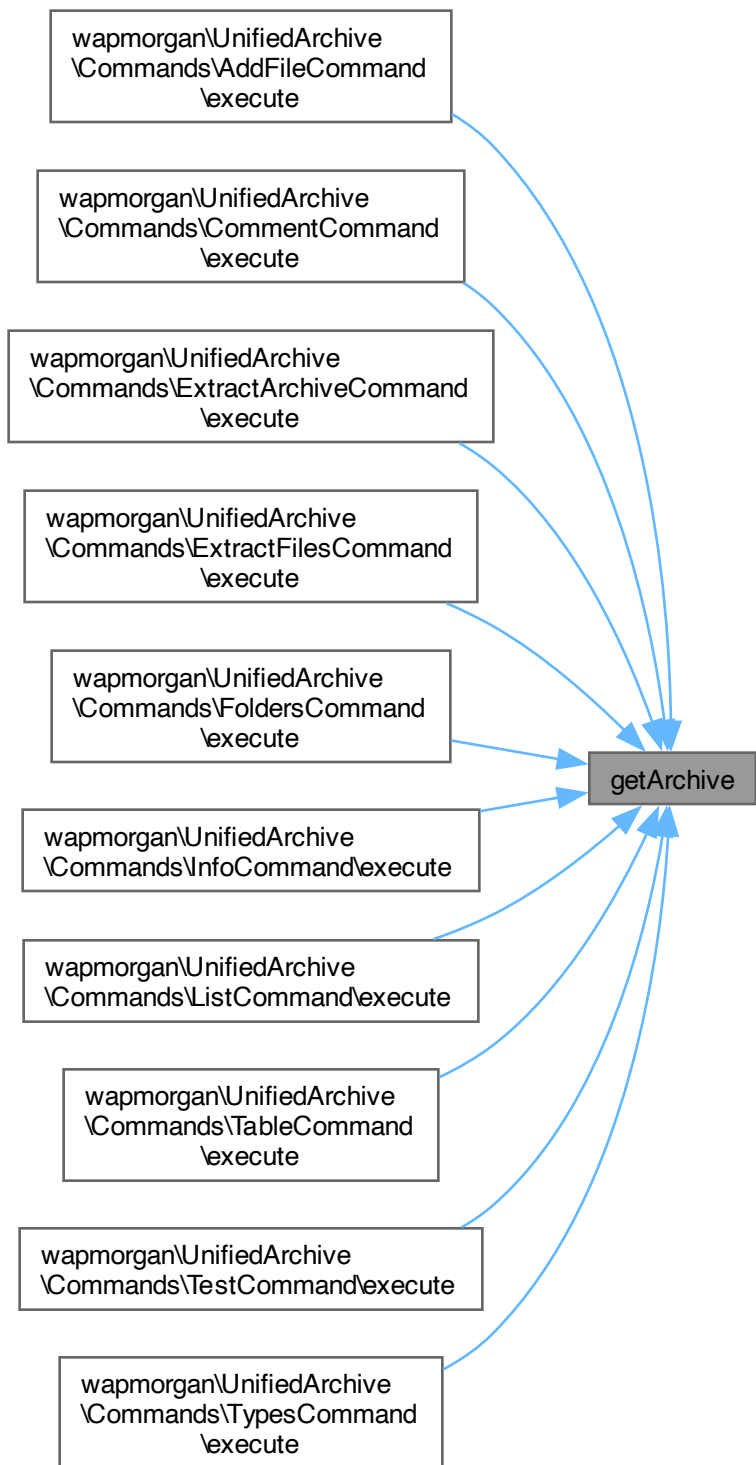 wapmorgan\UnifiedArchive
\Commands\AddFileCommand
\execute
wapmorgan\UnifiedArchive
\Commands\CommentCommand
\execute
wapmorgan\UnifiedArchive
\Commands\ExtractArchiveCommand
\execute
wapmorgan\UnifiedArchive
\Commands\ExtractFilesCommand
\execute
wapmorgan\UnifiedArchive
\Commands\FoldersCommand
\execute
getArchive
wapmorgan\UnifiedArchive
\Commands\InfoCommand\execute
wapmorgan\UnifiedArchive
\Commands\ListCommand\execute
wapmorgan\UnifiedArchive
\Commands\TableCommand
\execute
wapmorgan\UnifiedArchive
\Commands\TestCommand\execute
wapmorgan\UnifiedArchive
\Commands\TypesCommand
\execute